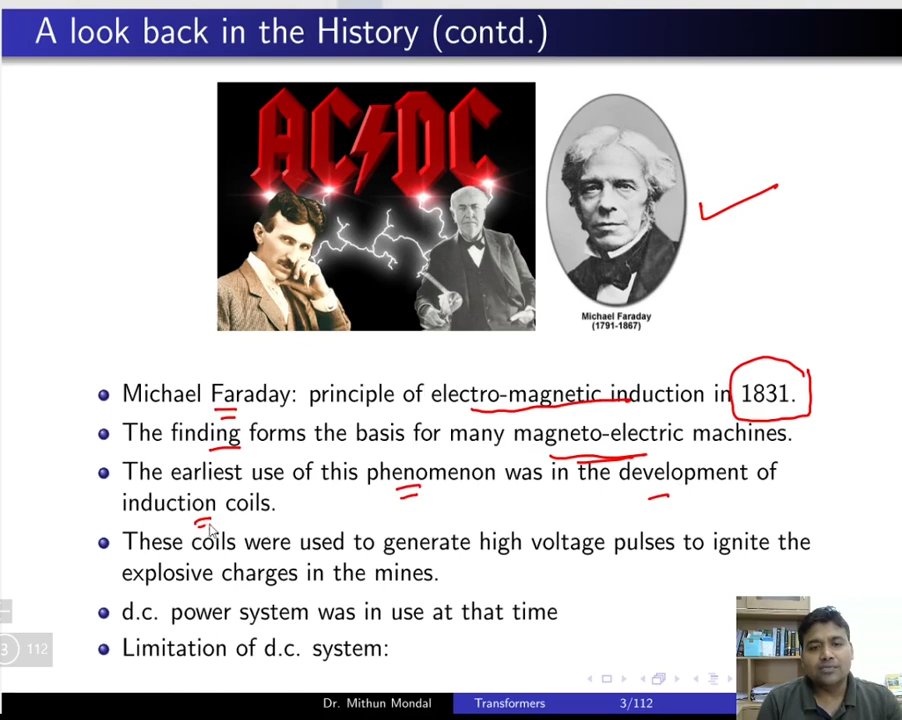 A look back in the History (contd.)
AC DC
Michael Faraday
(1791-1867)
Michael Faraday: principle of electro-magnetic induction in 1831.
The finding forms the basis for many magneto-electric machines.
The earliest use of this phenomenon was in the development of
induction coils.
These coils were used to generate high voltage pulses to ignite the
explosive charges in the mines.
d.c. power system was in use at that time
Limitation of d.c. system:
3 112
Dr. Mithun Mondal Transformers 3/112